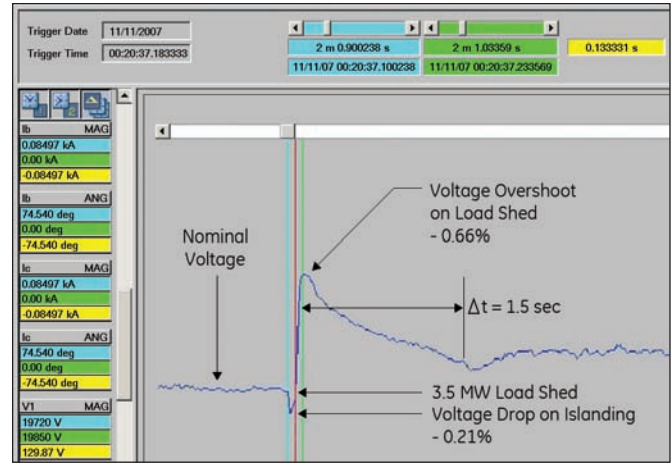 Trigger Date 11/11/2007
Trigger Time 00:20:37.183333
2 m 0.900238 s 2 m 1.03359 s 0.133331 s
11/11/07 00:20:37.100238 11/11/07 00:20:37.233569
Ib MAG
0.08497 kA
0.00 kA
-0.08497 kA
Ib ANG
74.540 deg
0.00 deg
-74.540 deg
Ic MAG
0.08497 kA
0.00 kA
-0.08497 kA
Ic ANG
74.540 deg
0.00 deg
-74.540 deg
V1 MAG
19720 V
19850 V
129.87 V
Nominal
Voltage
Voltage Overshoot
on Load Shed
- 0.66%
Δt = 1.5 sec
3.5 MW Load Shed
Voltage Drop on Islanding
- 0.21%